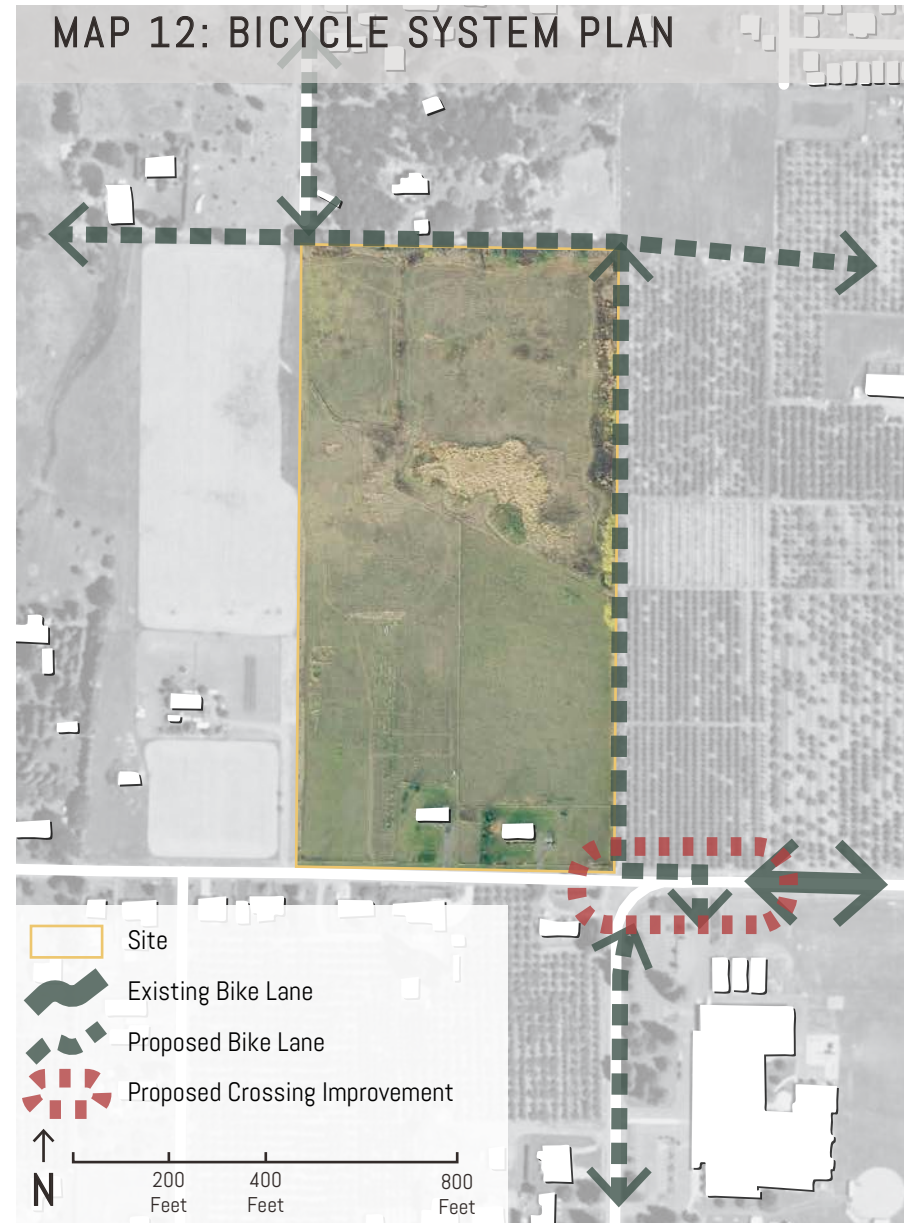 MAP 12: BICYCLE SYSTEM PLAN
Site
Existing Bike Lane
Proposed Bike Lane
Proposed Crossing Improvement
N
200 Feet
400 Feet
800 Feet